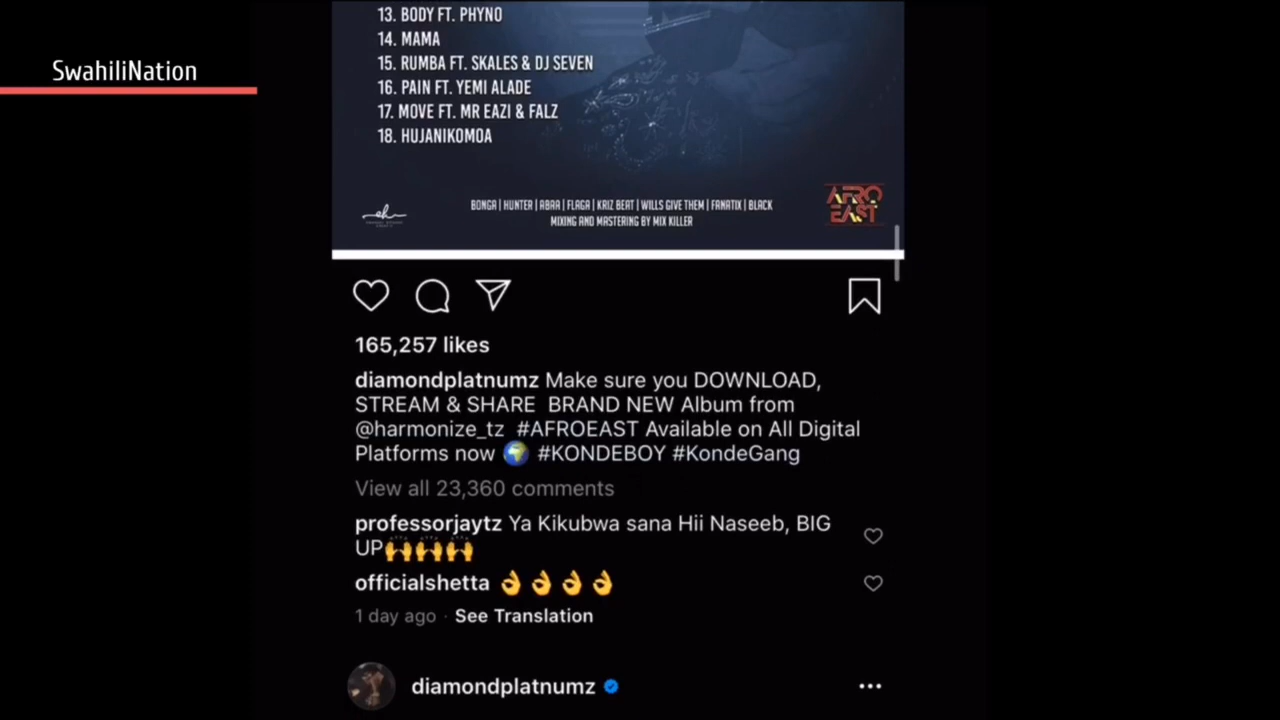 SwahiliNation
13. BODY FT. PHYNO
14. MAMA
15. RUMBA FT. SKALES & DJ SEVEN
16. PAIN FT. YEMI ALADE
17. MOVE FT. MR EAZI & FALZ
18. HUJANIKOMOA
BONGA | HUNTER | ABAA | FLAGA | KRIZ BEAT | WILLS GIVE THEM | FANATIX | BLACK
MIXING AND MASTERING BY MIX KILLER
AFRO
EAST
165,257 likes
diamondplatnumz Make sure you DOWNLOAD,
STREAM & SHARE BRAND NEW Album from
@harmonize_tz #AFROEAST Available on All Digital
Platforms now 🌍 #KONDEBOY #KondeGang
View all 23,360 comments
professorjaytz Ya Kikubwa sana Hii Naseeb, BIG
UP🙌🙌🙌
officialshetta 👌👌👌👌
1 day ago · See Translation
diamondplatnumz